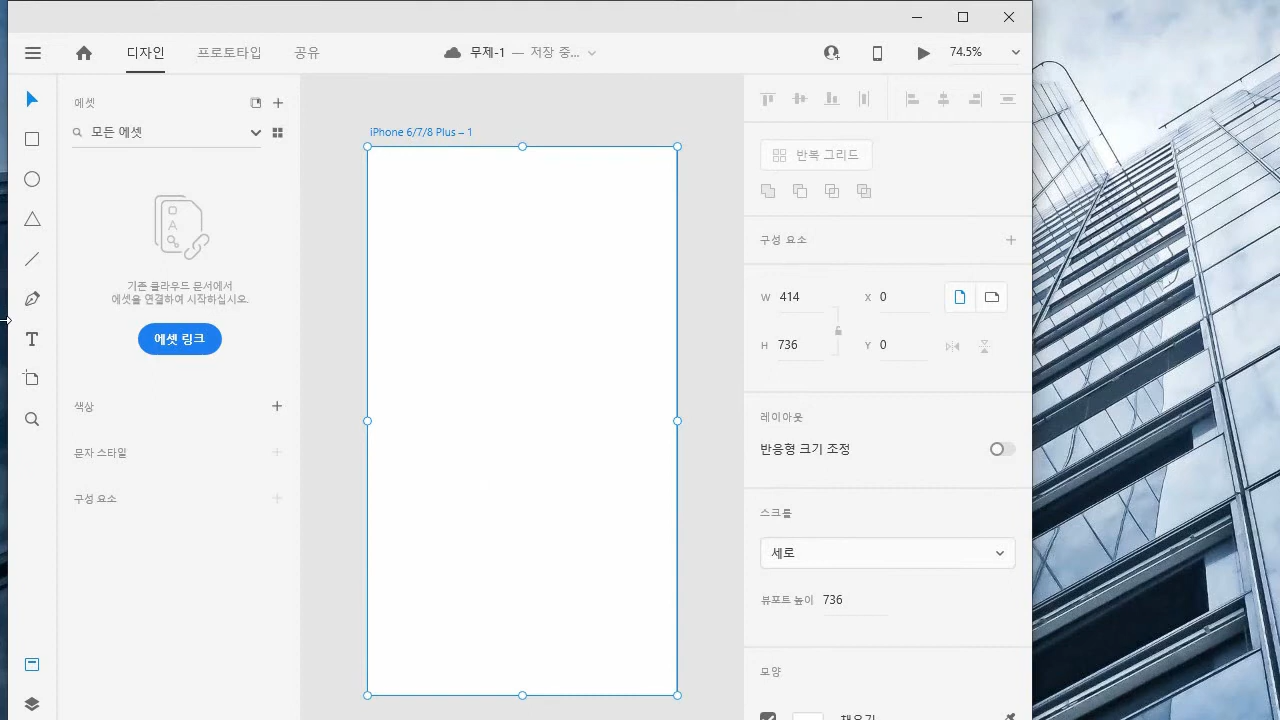 디자인
프로토타입
공유
무제-1 — 저장 중...
74.5%
에셋
모든 에셋
기존 클라우드 문서에서
에셋을 연결하여 시작하십시오.
에셋 링크
색상
문자 스타일
구성 요소
iPhone 6/7/8 Plus – 1
반복 그리드
구성 요소
W 414 X 0
H 736 Y 0
레이아웃
반응형 크기 조정
스크롤
세로
뷰포트 높이 736
모양
채우기